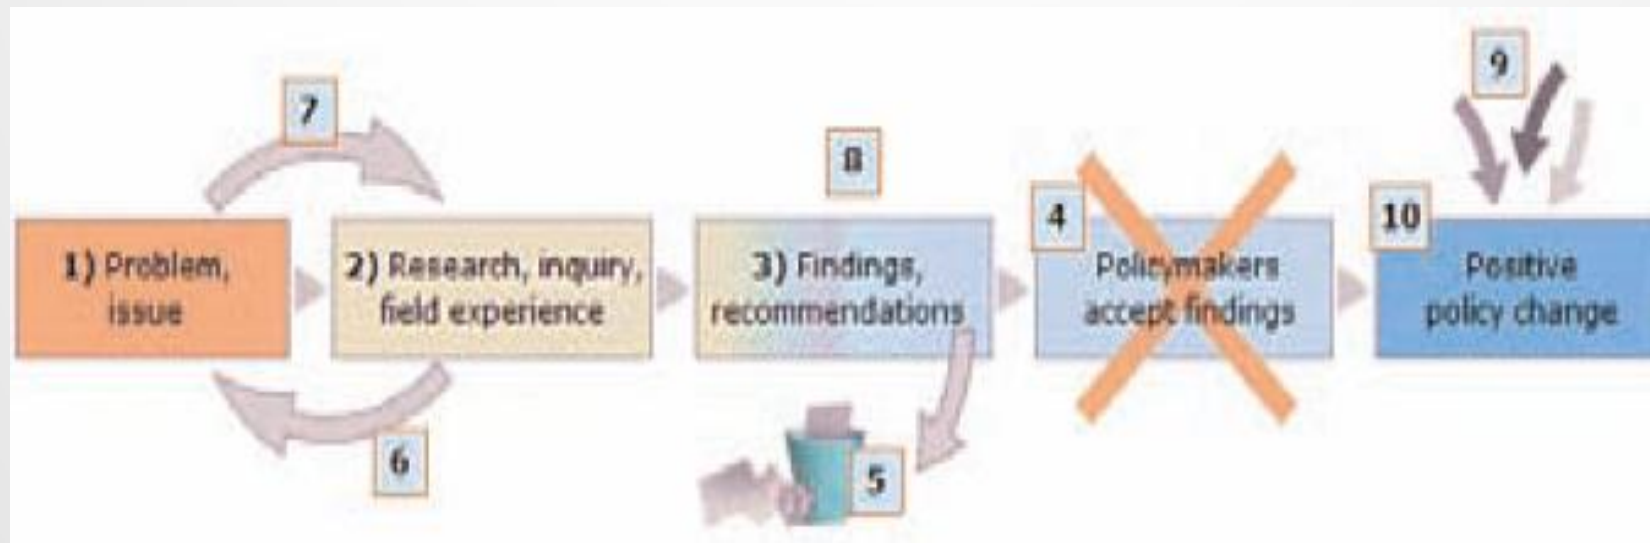 7
9
8
4
10
1) Problem,
issue
2) Research, inquiry,
field experience
3) Findings,
recommendations
Policymakers
accept findings
Positive
policy change
6
5